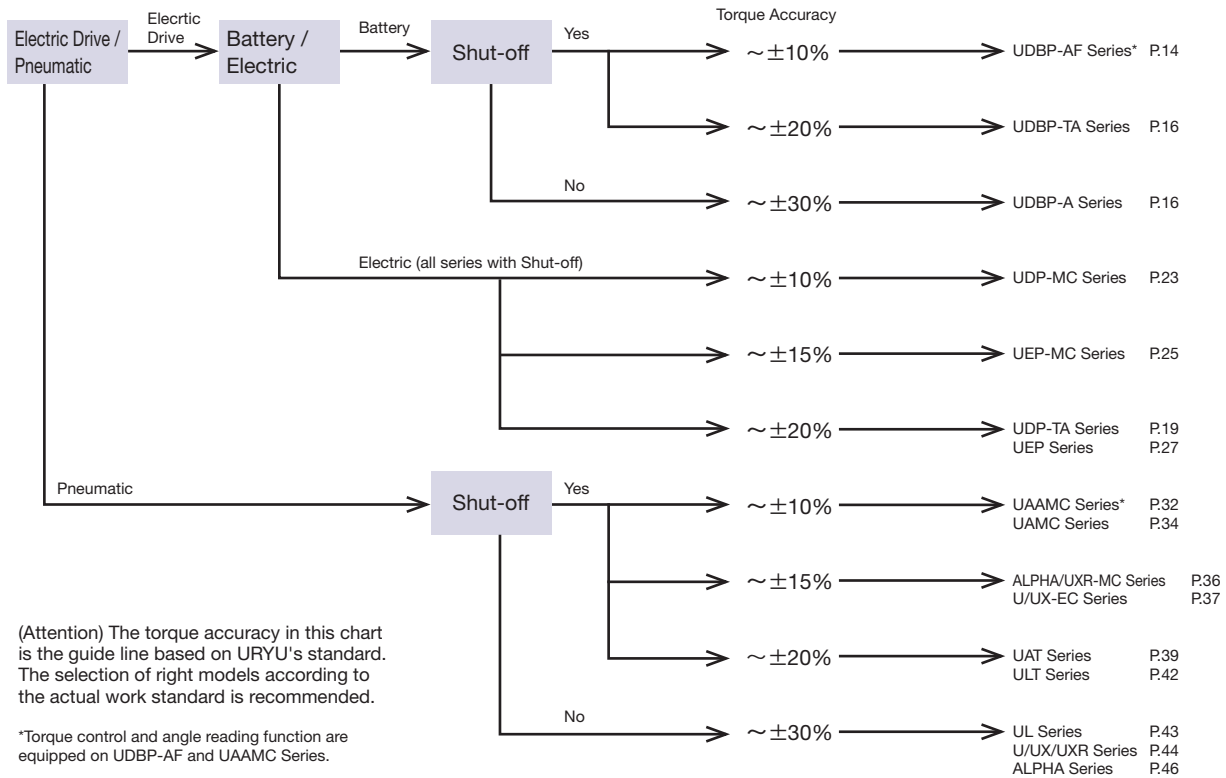 Torque Accuracy
Electric Drive /
Pneumatic
Elecrtic
Drive
Battery /
Electric
Battery
Shut-off
Yes
~±10%
UDBP-AF Series* P.14
~±20%
UDBP-TA Series P.16
No
~±30%
UDBP-A Series P.16
Electric (all series with Shut-off)
~±10%
UDP-MC Series P.23
~±15%
UEP-MC Series P.25
~±20%
UDP-TA Series P.19
UEP Series P.27
Pneumatic
Shut-off
Yes
~±10%
UAAMC Series* P.32
UAMC Series P.34
~±15%
ALPHA/UXR-MC Series P.36
U/UX-EC Series P.37
~±20%
UAT Series P.39
ULT Series P.42
No
~±30%
UL Series P.43
U/UX/UXR Series P.44
ALPHA Series P.46
(Attention) The torque accuracy in this chart
is the guide line based on URYU's standard.
The selection of right models according to
the actual work standard is recommended.
*Torque control and angle reading function are
equipped on UDBP-AF and UAAMC Series.